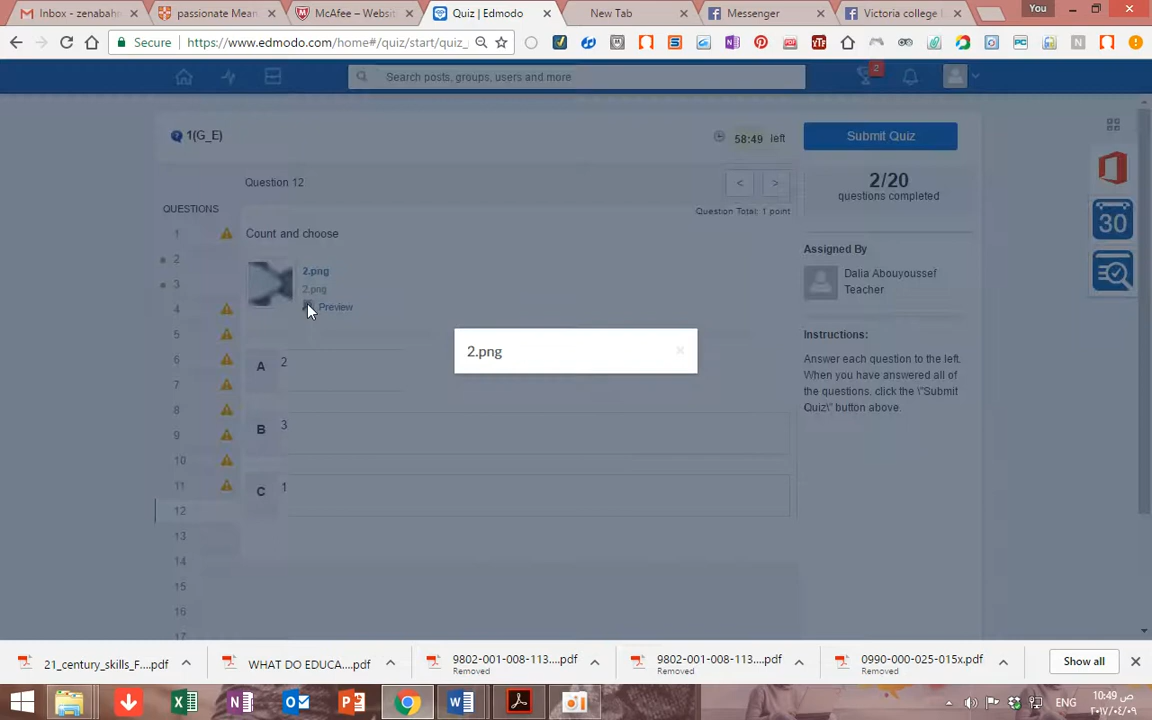 Inbox - zenabahn
passionate Mean
McAfee – Websit
Quiz | Edmodo
New Tab
Messenger
Victoria college
You
Secure
https://www.edmodo.com/home#/quiz/start/quiz_
Search posts, groups, users and more
2
1(G_E)
58:49 left
Submit Quiz
Question 12
< >
2/20
questions completed
QUESTIONS
Question Total: 1 point
1
2
3
4
5
6
7
8
9
10
11
12
13
14
15
16
17
Count and choose
2.png
2.png
Preview
2.png
A 2
B 3
C 1
Assigned By
Dalia Abouyoussef
Teacher
Instructions:
Answer each question to the left.
When you have answered all of
the questions, click the \"Submit
Quiz\" button above.
30
21_century_skills_F....pdf
WHAT DO EDUCA....pdf
9802-001-008-113....pdf
Removed
9802-001-008-113....pdf
Removed
0990-000-025-015x.pdf
Removed
Show all
ENG
ص 10:49
٢٠١٧/٠٤/٠٩